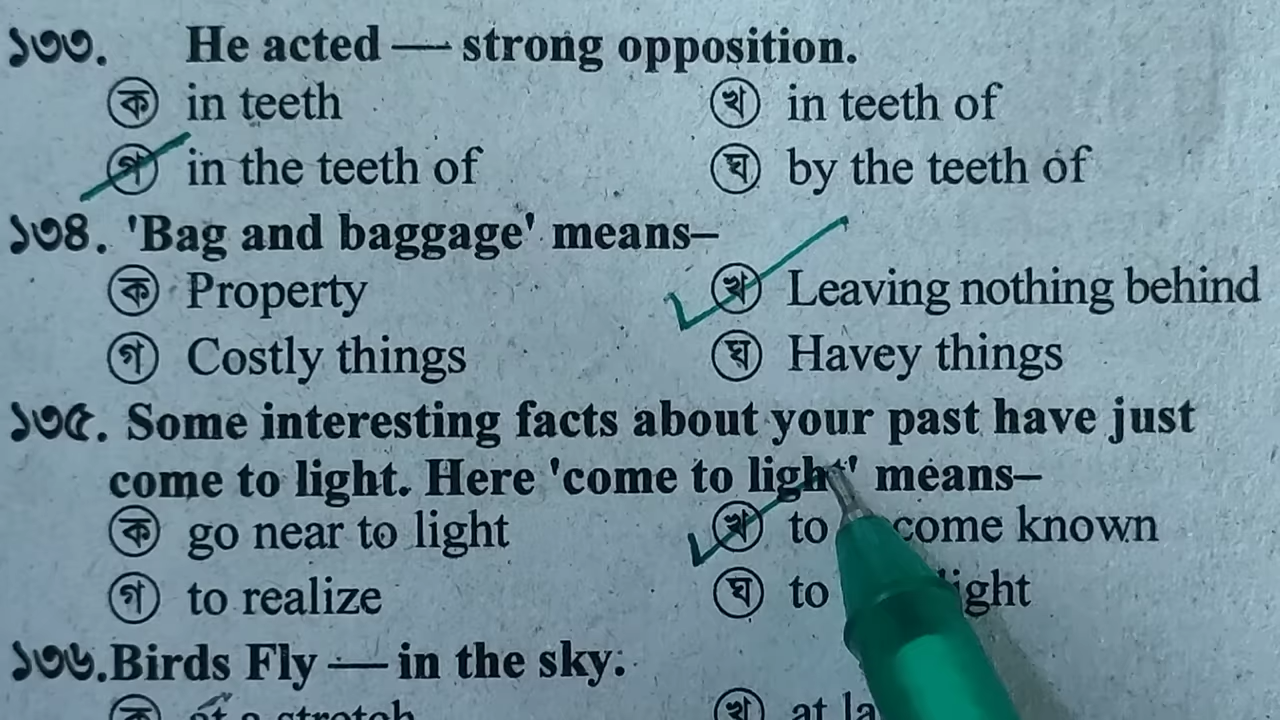 ১৩৩. He acted — strong opposition.
ক in teeth খ in teeth of
গ in the teeth of ঘ by the teeth of
১৩৪. 'Bag and baggage' means–
ক Property খ Leaving nothing behind
গ Costly things ঘ Havey things
১৩৫. Some interesting facts about your past have just
come to light. Here 'come to light' means–
ক go near to light খ to come known
গ to realize ঘ to
১৩৬. Birds Fly — in the sky.
ক at a stretch খ at